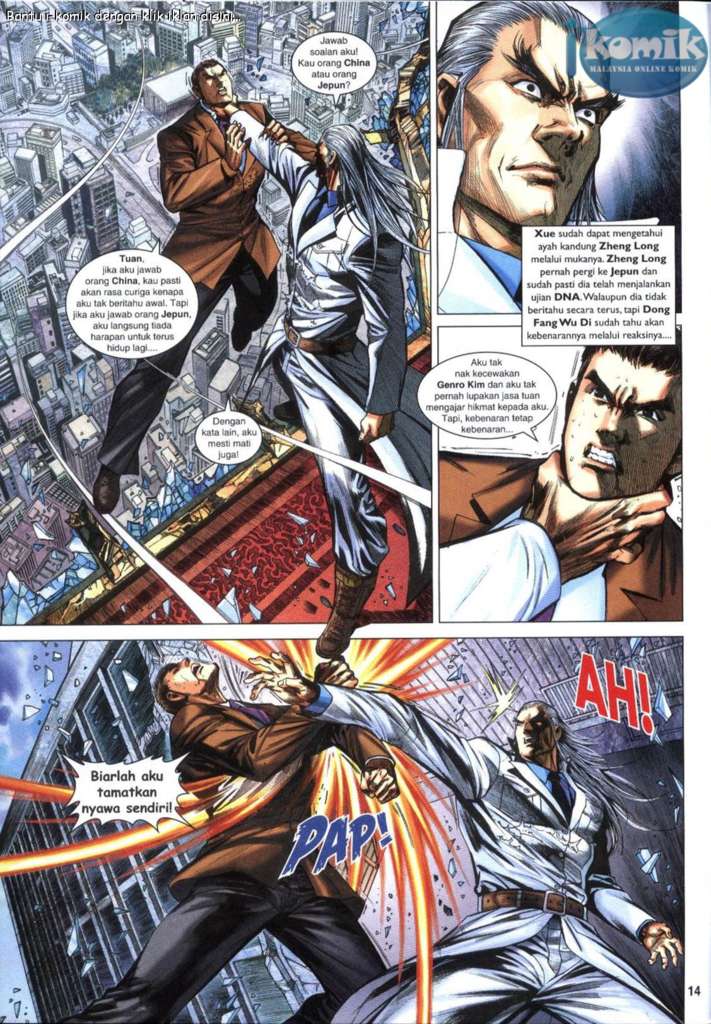 Bantu i-komik dengan klik iklan disini...
Jawab
soalan aku!
Kau orang China
atau orang
Jepun?
komik
MALAYSIA ONLINE KOMIK
Tuan,
jika aku jawab
orang China, kau pasti
akan rasa curiga kenapa
aku tak beritahu awal. Tapi
jika aku jawab orang Jepun,
aku langsung tiada
harapan untuk terus
hidup lagi....
Dengan
kata lain, aku
mesti mati
juga!
Xue sudah dapat mengetahui
ayah kandung Zheng Long
melalui mukanya. Zheng Long
pernah pergi ke Jepun dan
sudah pasti dia telah menjalankan
ujian DNA. Walaupun dia tidak
beritahu secara terus, tapi Dong
Fang Wu Di sudah tahu akan
kebenarannya melalui reaksinya....
Aku tak
nak kecewakan
Genro Kim dan aku tak
pernah lupakan jasa tuan
mengajar hikmat kepada aku.
Tapi, kebenaran tetap
kebenaran...
AH!
Biarlah aku
tamatkan
nyawa sendiri!
PAP!
14